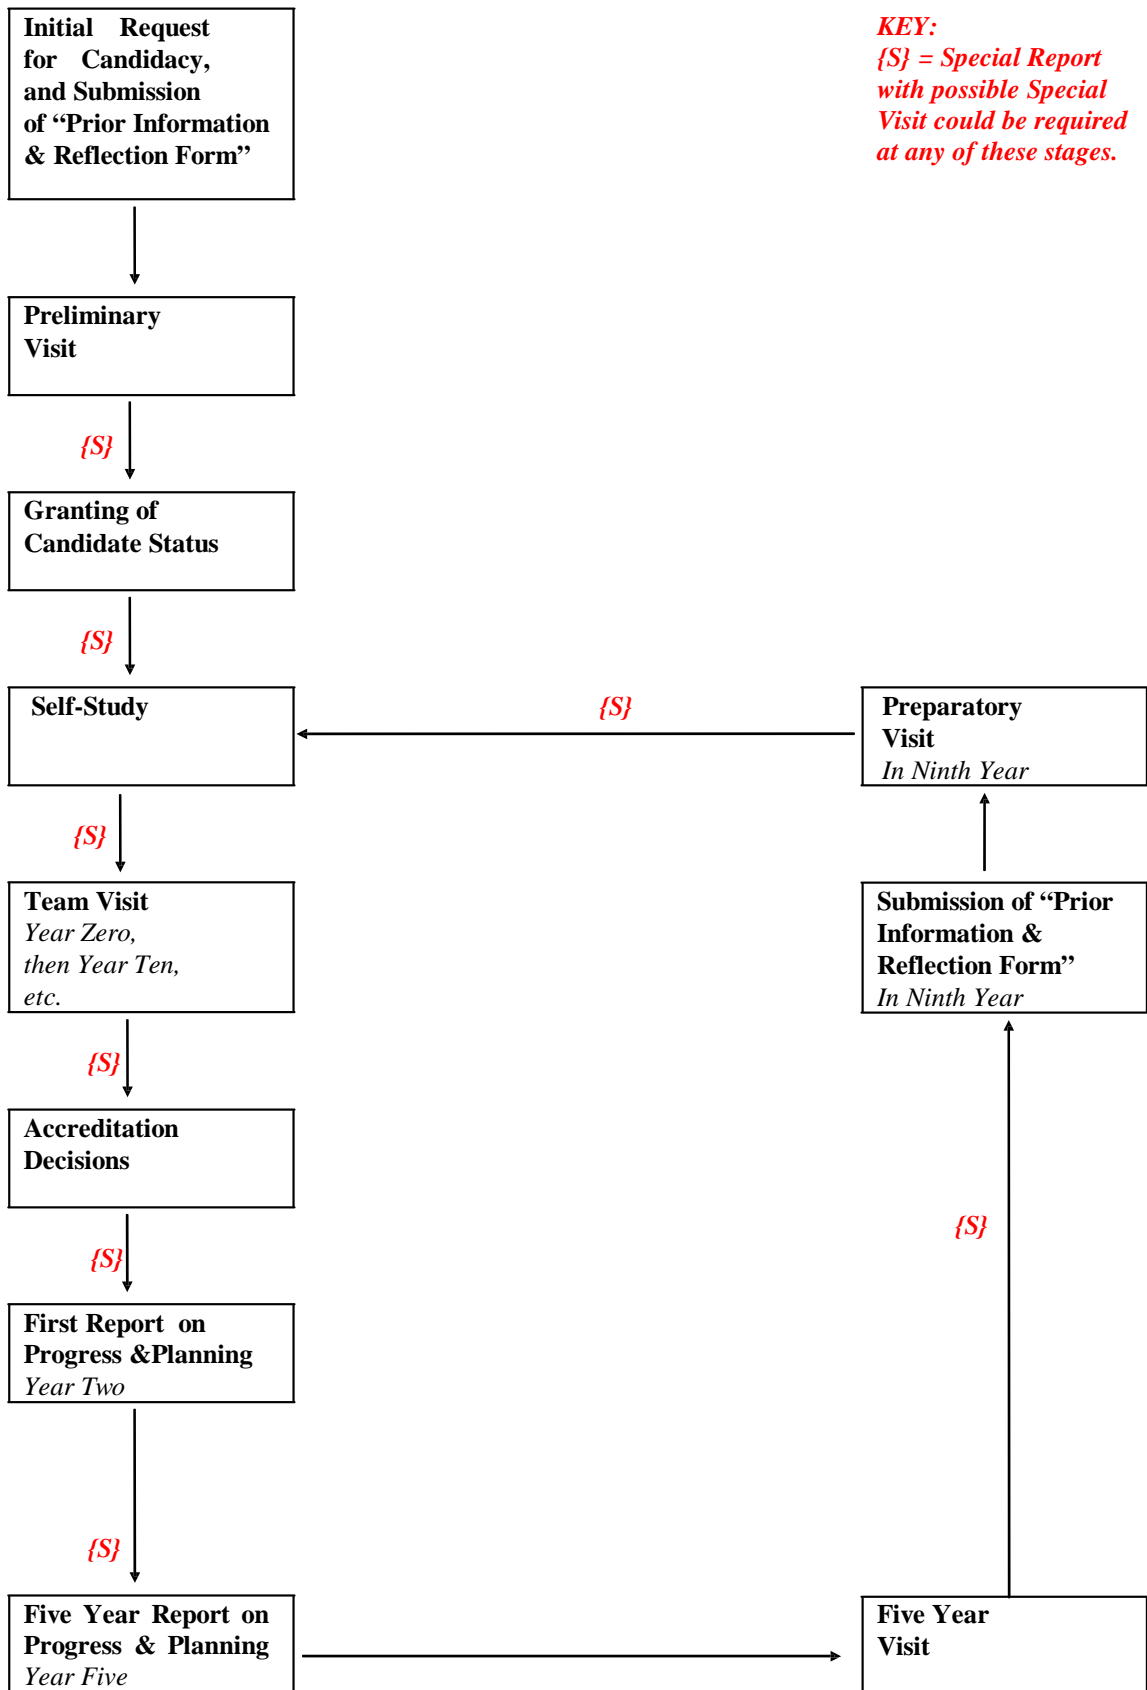 Initial Request
for Candidacy,
and Submission
of “Prior Information
& Reflection Form”
KEY:
{S} = Special Report
with possible Special
Visit could be required
at any of these stages.
Preliminary
Visit
{S}
Granting of
Candidate Status
{S}
Self-Study
{S}
Preparatory
Visit
In Ninth Year
{S}
Team Visit
Year Zero,
then Year Ten,
etc.
Submission of “Prior
Information &
Reflection Form”
In Ninth Year
{S}
Accreditation
Decisions
{S}
{S}
First Report on
Progress &Planning
Year Two
{S}
Five Year Report on
Progress & Planning
Year Five
Five Year
Visit